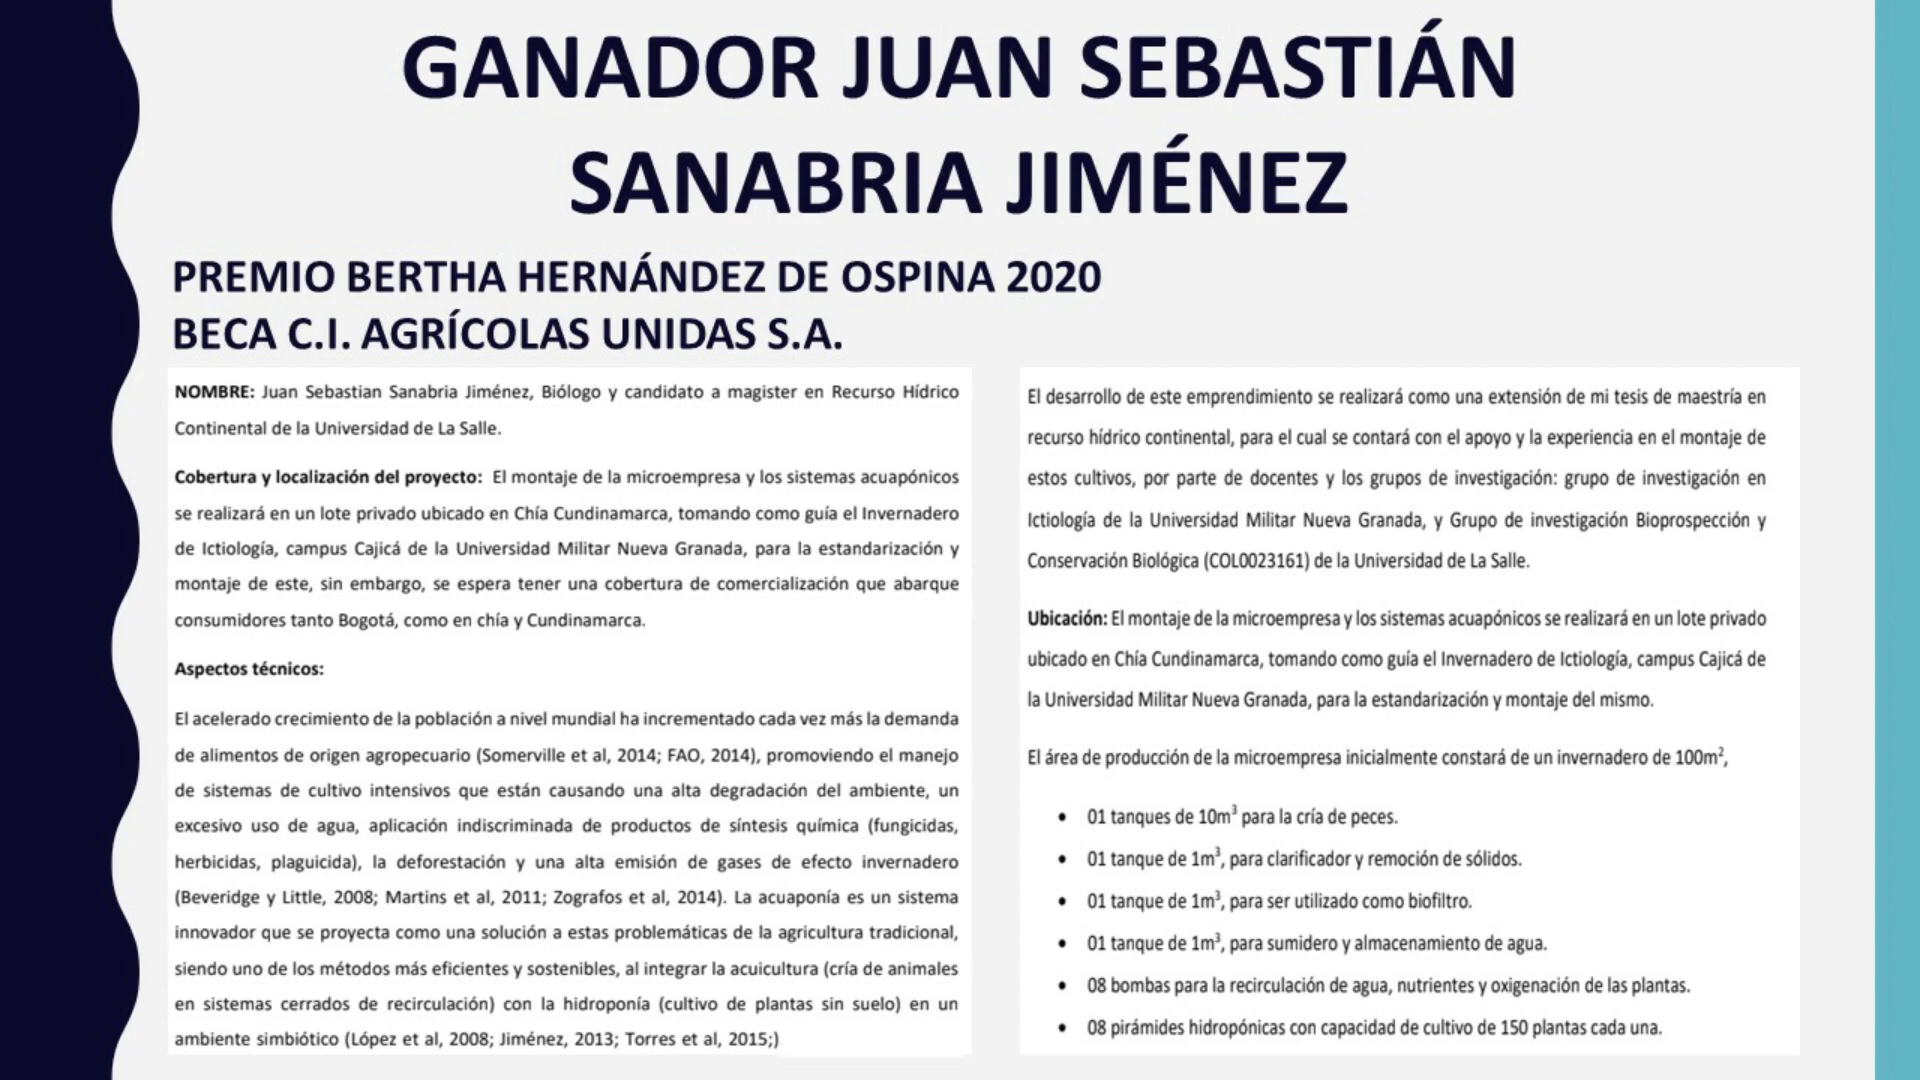 GANADOR JUAN SEBASTIÁN
SANABRIA JIMÉNEZ
PREMIO BERTHA HERNÁNDEZ DE OSPINA 2020
BECA C.I. AGRÍCOLAS UNIDAS S.A.
NOMBRE: Juan Sebastian Sanabria Jiménez, Biólogo y candidato a magister en Recurso Hídrico
Continental de la Universidad de La Salle.
Cobertura y localización del proyecto: El montaje de la microempresa y los sistemas acuapónicos
se realizará en un lote privado ubicado en Chía Cundinamarca, tomando como guía el Invernadero
de Ictiología, campus Cajicá de la Universidad Militar Nueva Granada, para la estandarización y
montaje de este, sin embargo, se espera tener una cobertura de comercialización que abarque
consumidores tanto Bogotá, como en chía y Cundinamarca.
Aspectos técnicos:
El acelerado crecimiento de la población a nivel mundial ha incrementado cada vez más la demanda
de alimentos de origen agropecuario (Somerville et al, 2014; FAO, 2014), promoviendo el manejo
de sistemas de cultivo intensivos que están causando una alta degradación del ambiente, un
excesivo uso de agua, aplicación indiscriminada de productos de síntesis química (fungicidas,
herbicidas, plaguicida), la deforestación y una alta emisión de gases de efecto invernadero
(Beveridge y Little, 2008; Martins et al, 2011; Zografos et al, 2014). La acuaponía es un sistema
innovador que se proyecta como una solución a estas problemáticas de la agricultura tradicional,
siendo uno de los métodos más eficientes y sostenibles, al integrar la acuicultura (cría de animales
en sistemas cerrados de recirculación) con la hidroponía (cultivo de plantas sin suelo) en un
ambiente simbiótico (López et al, 2008; Jiménez, 2013; Torres et al, 2015;)
El desarrollo de este emprendimiento se realizará como una extensión de mi tesis de maestría en
recurso hídrico continental, para el cual se contará con el apoyo y la experiencia en el montaje de
estos cultivos, por parte de docentes y los grupos de investigación: grupo de investigación en
Ictiología de la Universidad Militar Nueva Granada, y Grupo de investigación Bioprospección y
Conservación Biológica (COL0023161) de la Universidad de La Salle.
Ubicación: El montaje de la microempresa y los sistemas acuapónicos se realizará en un lote privado
ubicado en Chía Cundinamarca, tomando como guía el Invernadero de Ictiología, campus Cajicá de
la Universidad Militar Nueva Granada, para la estandarización y montaje del mismo.
El área de producción de la microempresa inicialmente constará de un invernadero de 100m²,
• 01 tanques de 10m³ para la cría de peces.
• 01 tanque de 1m³, para clarificador y remoción de sólidos.
• 01 tanque de 1m³, para ser utilizado como biofiltro.
• 01 tanque de 1m³, para sumidero y almacenamiento de agua.
• 08 bombas para la recirculación de agua, nutrientes y oxigenación de las plantas.
• 08 pirámides hidropónicas con capacidad de cultivo de 150 plantas cada una.